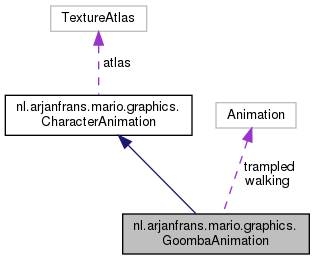 TextureAtlas
atlas
nl.arjanfrans.mario.graphics.
CharacterAnimation
Animation
trampled
walking
nl.arjanfrans.mario.graphics.
GoombaAnimation